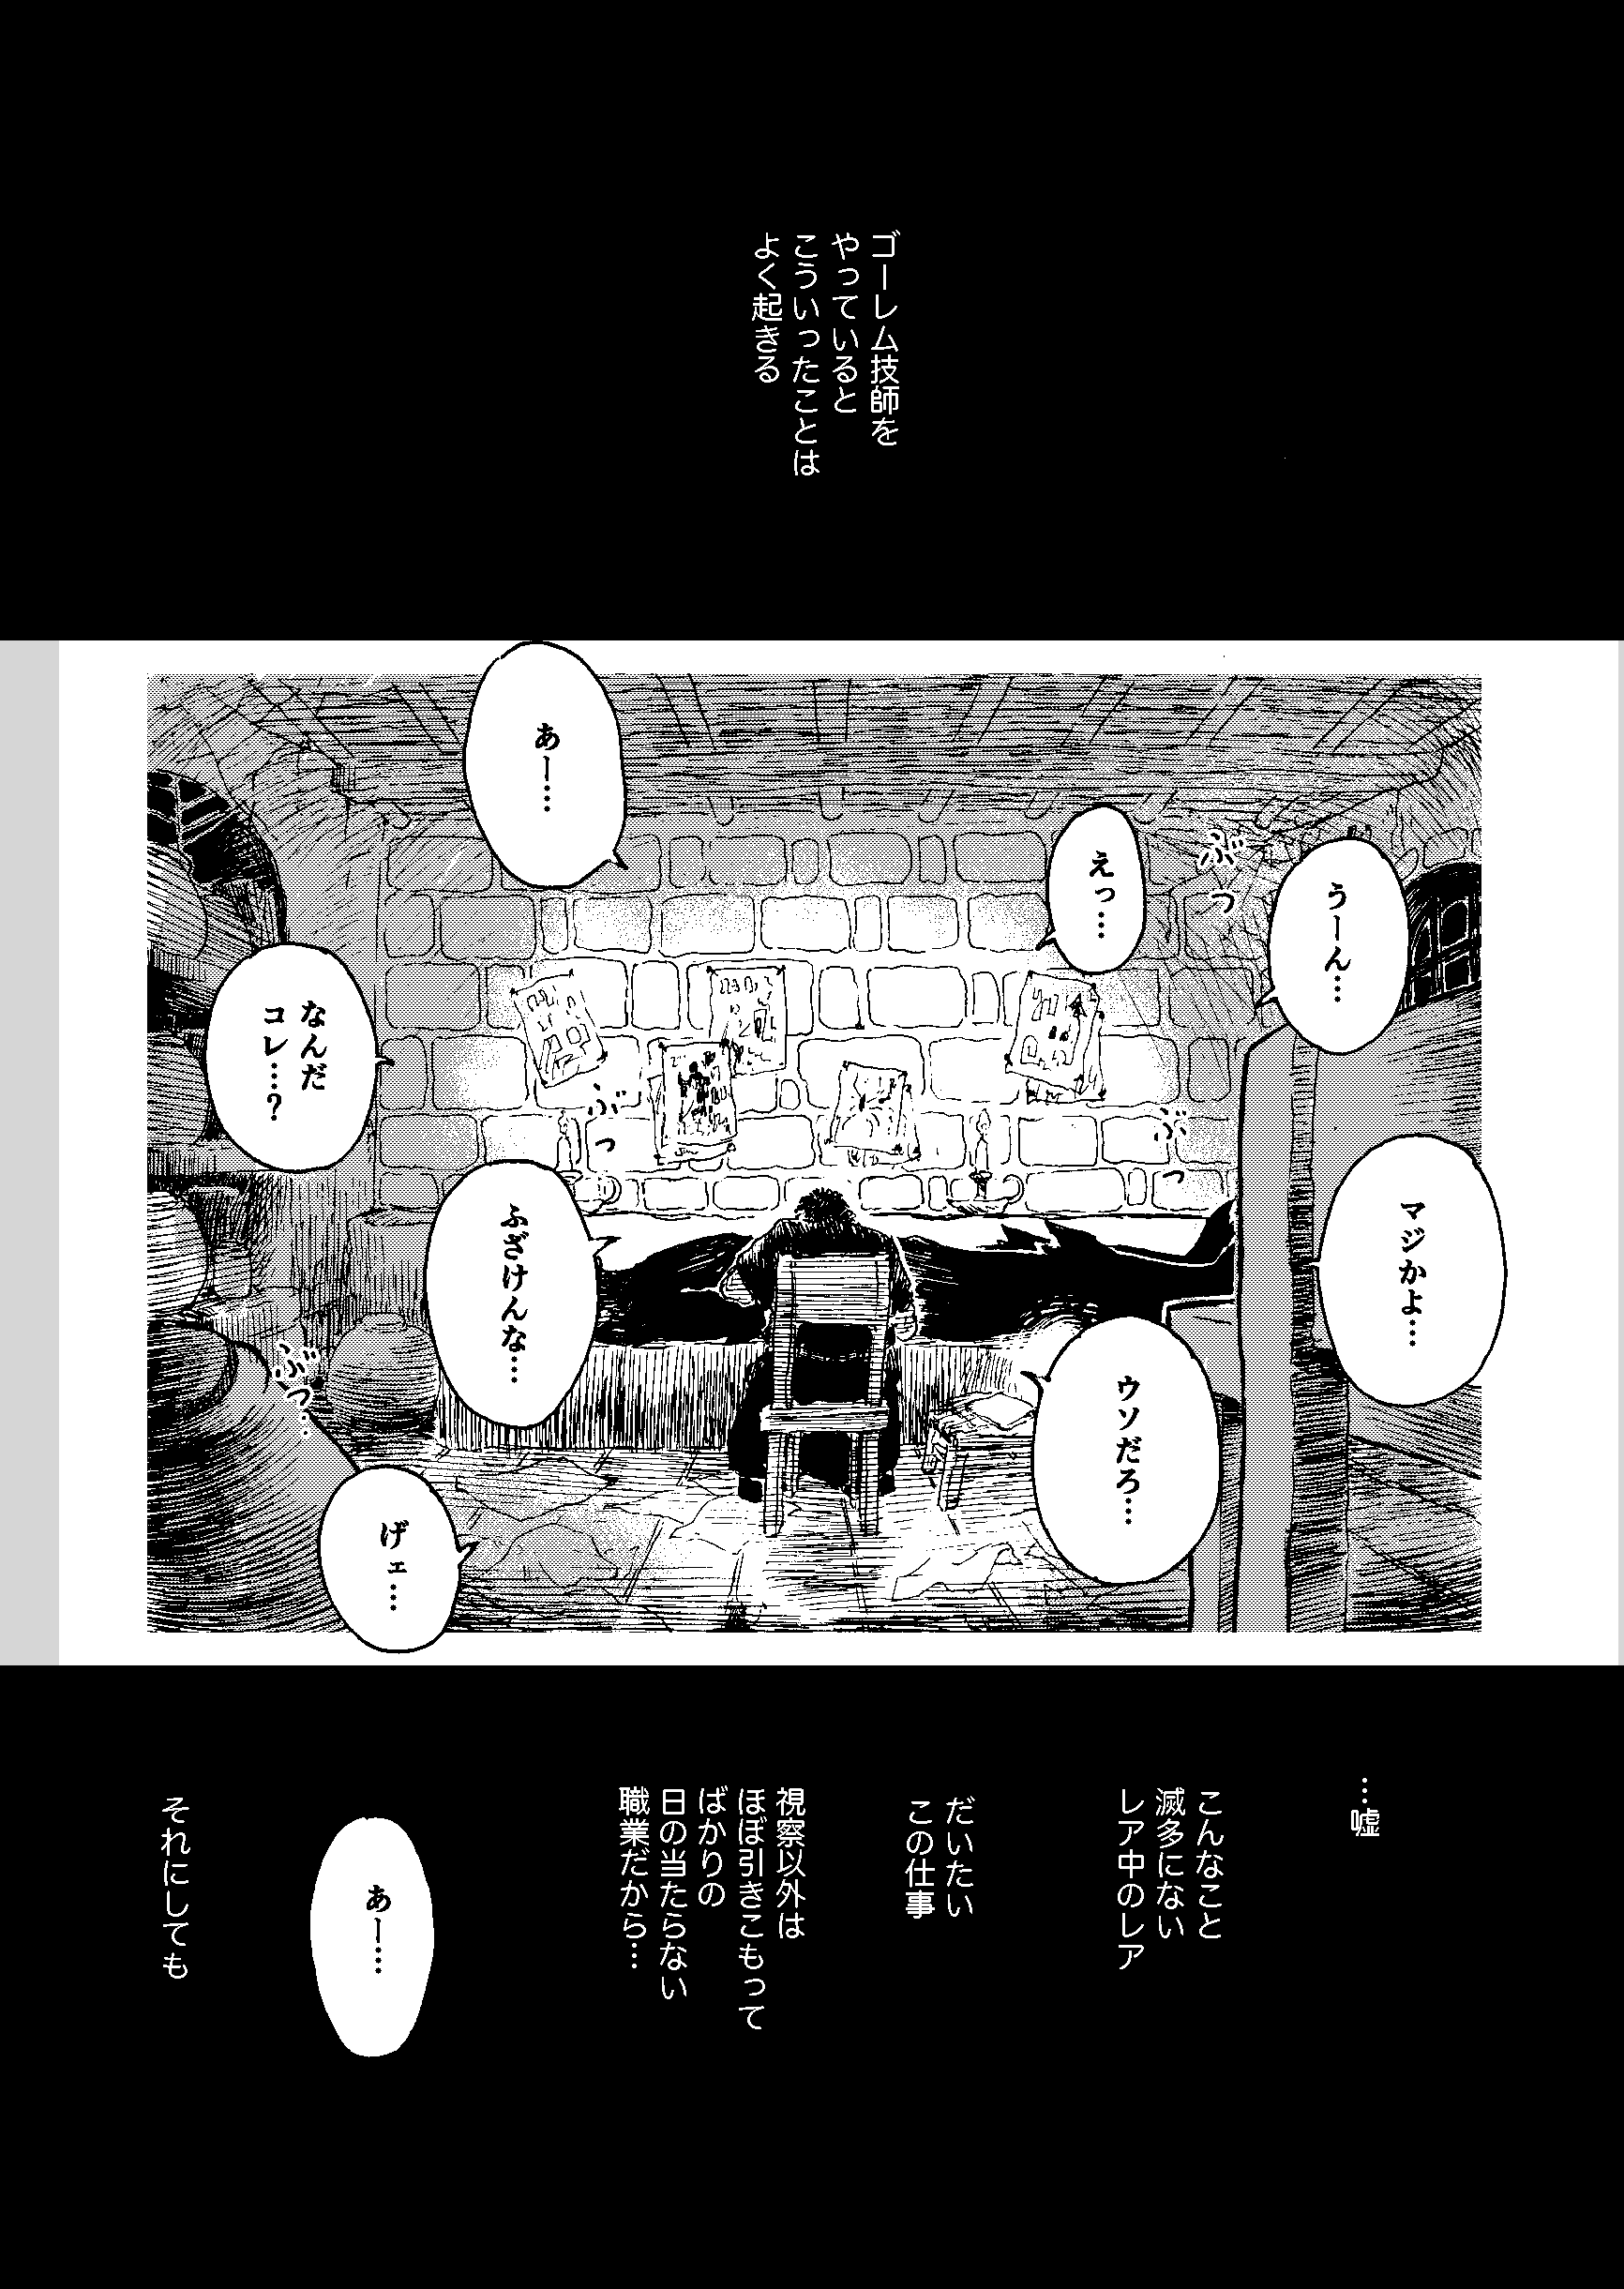 ゴーレム技師を
やっていると
こういったことは
よく起きる
うーん…
ぶつ
えっ…
マジかよ…
ぶつ
ウソだろ…
あー…
ぶつ
ふざけんな…
なんだ
コレ…?
ぶつ…
げェ…
…嘘
こんなこと
滅多にない
レア中のレア
だいたい
この仕事
視察以外は
ほぼ引きこもって
ばかりの
日の当たらない
職業だから…
あー…
それにしても